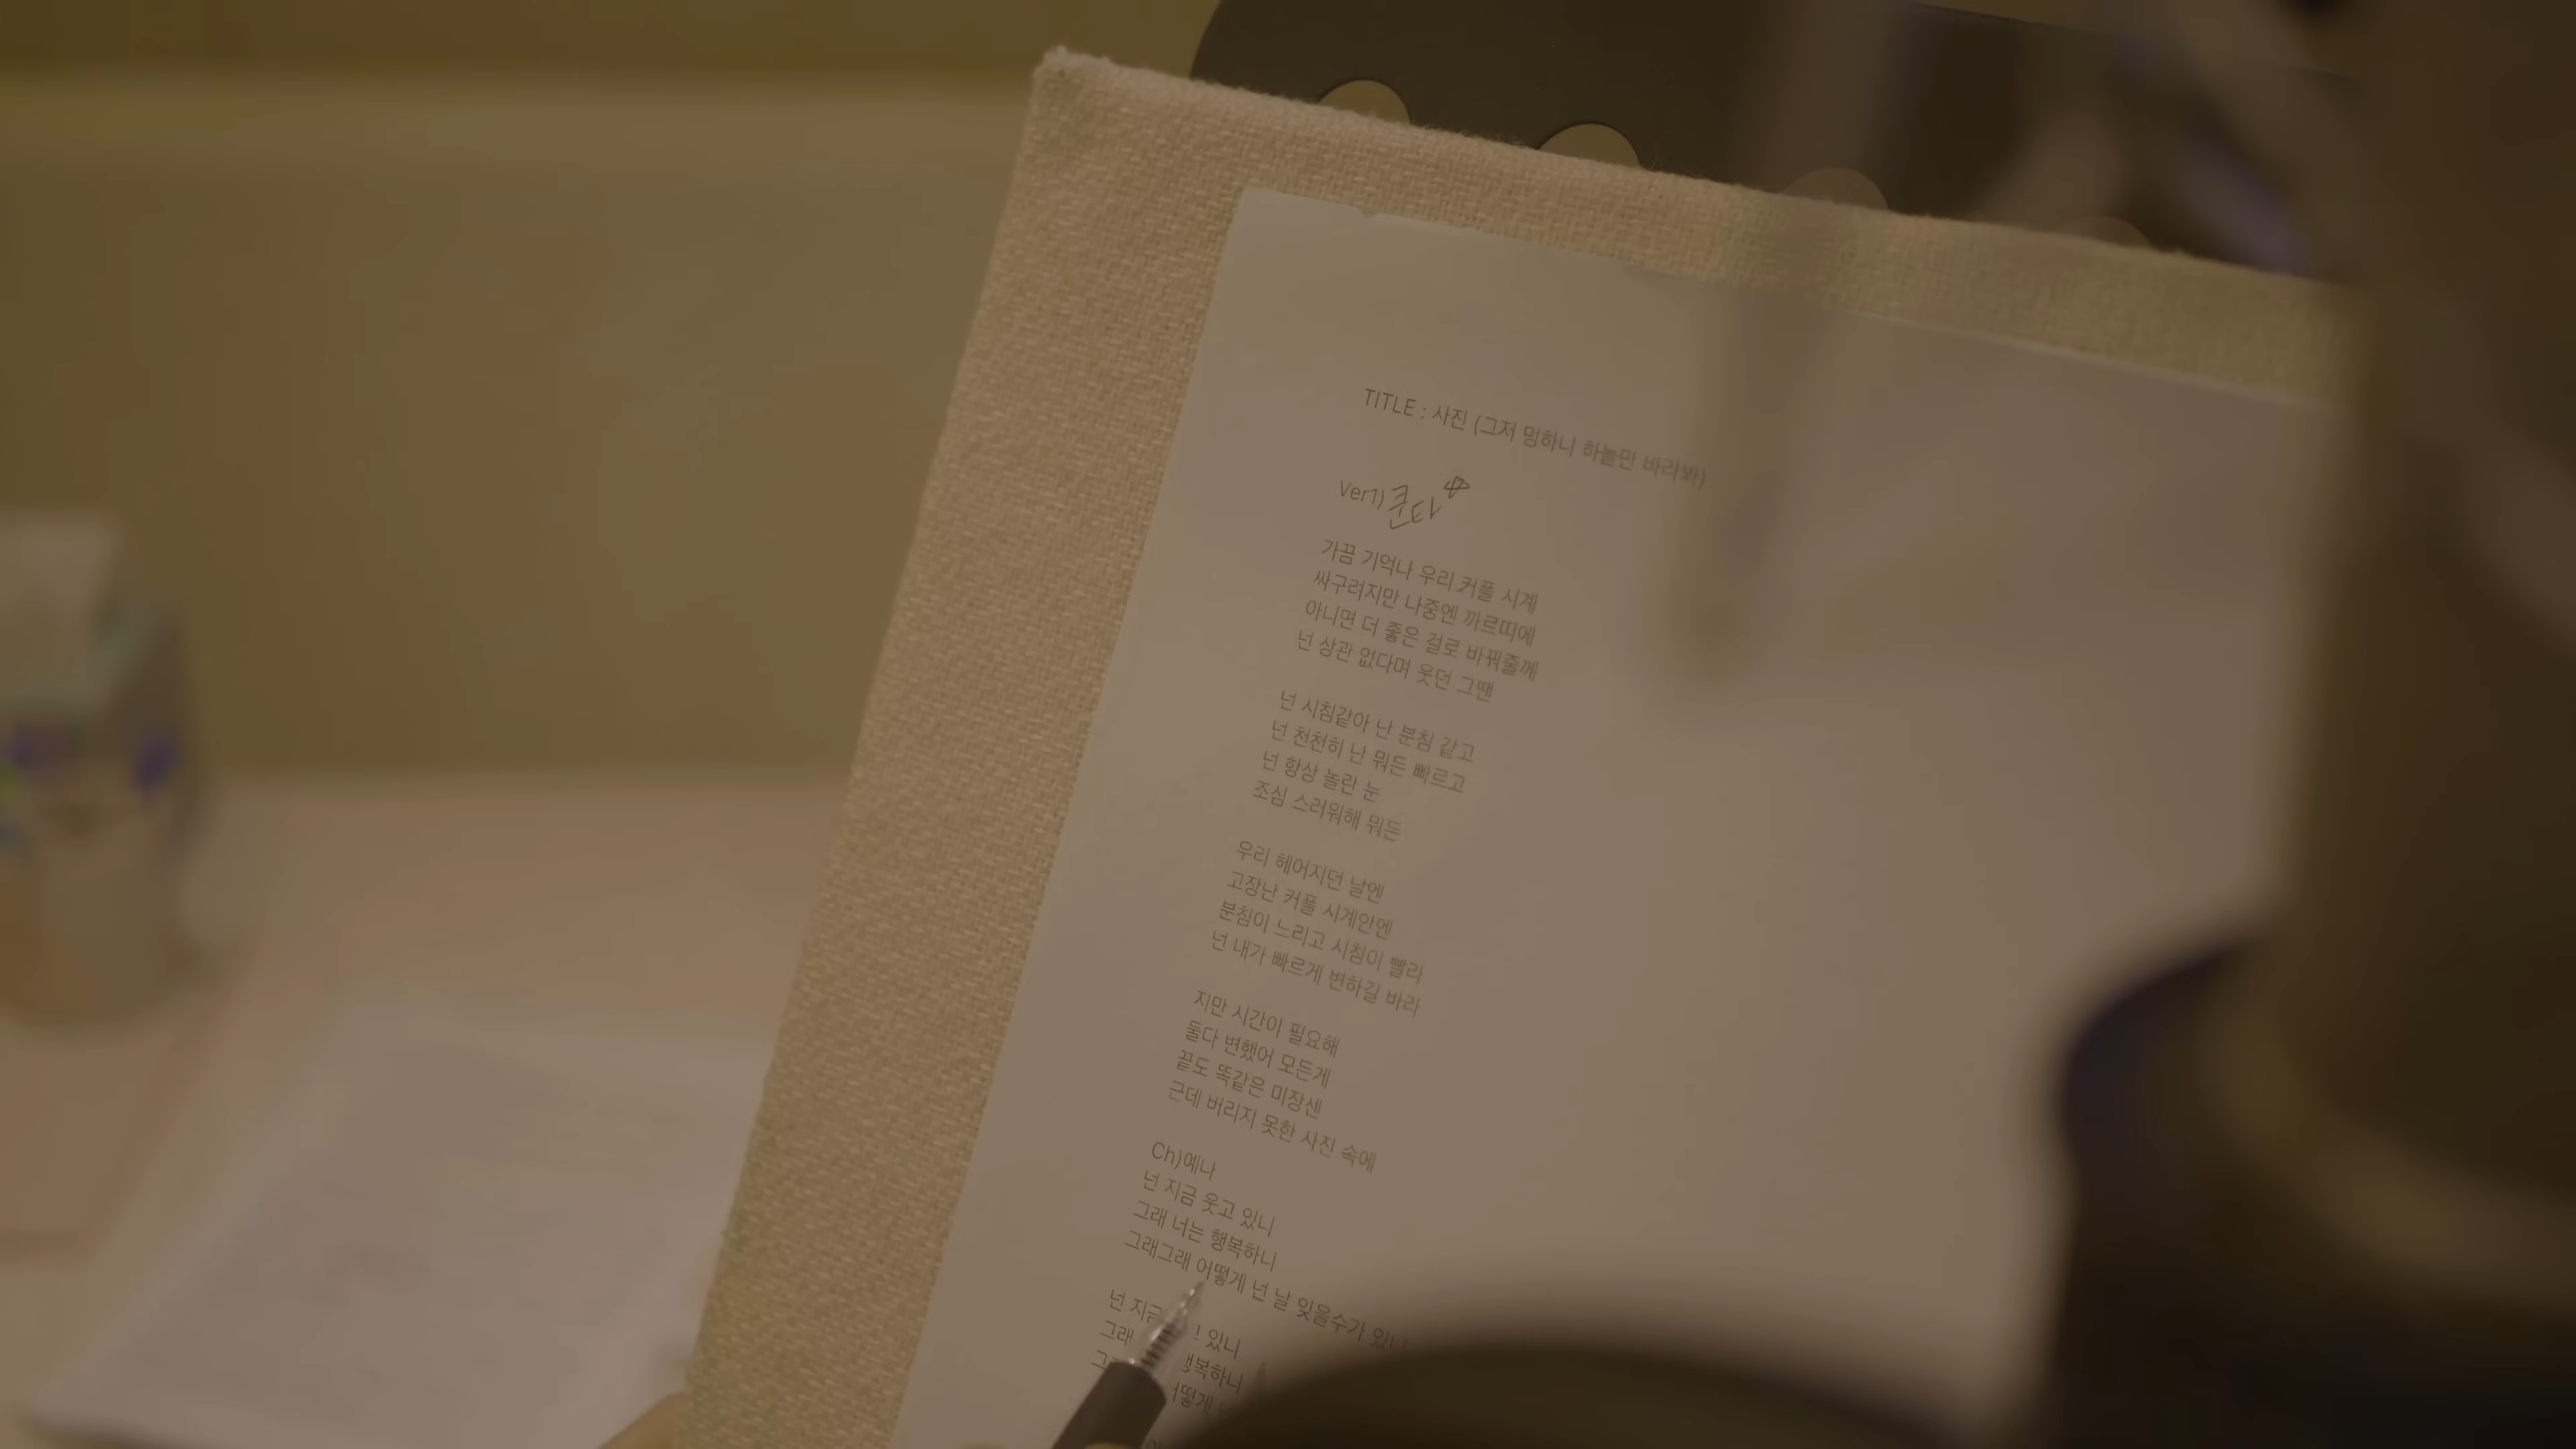 TITLE : 사진 (그저 멍하니 하늘만 바라봐)
Ver1) 쿤타
가끔 기억나 우리 커플 시계
싸구려지만 나중엔 까르띠에
아니면 더 좋은 걸로 바꿔줄께
넌 상관 없다며 웃던 그땐
넌 시침같아 난 분침 같고
넌 천천히 난 뭐든 빠르고
넌 항상 놀란 눈
조심 스러워해 뭐든
우리 헤어지던 날엔
고장난 커플 시계안엔
분침이 느리고 시침이 빨라
넌 내가 빠르게 변하길 바라
지만 시간이 필요해
둘다 변했어 모든게
끝도 똑같은 미장센
근데 버리지 못한 사진 속에
Ch)예나
넌 지금 웃고 있니
그래 너는 행복하니
그래그래 어떻게 넌 날 잊을수가 있니
넌 지금 있니
그래